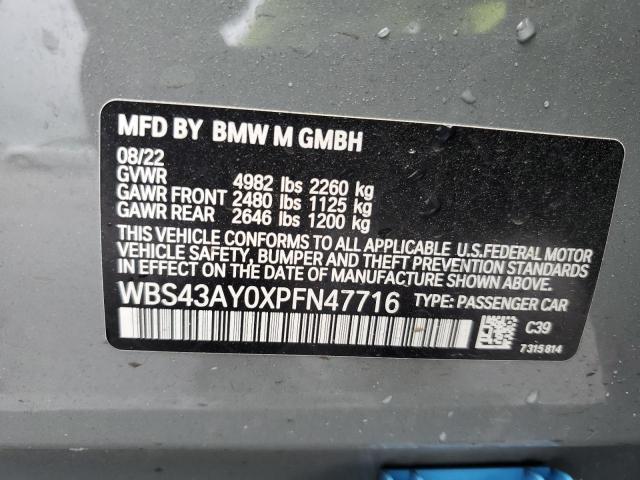 MFD BY BMW M GMBH
08/22
GVWR 4982 lbs 2260 kg
GAWR FRONT 2480 lbs 1125 kg
GAWR REAR 2646 lbs 1200 kg
THIS VEHICLE CONFORMS TO ALL APPLICABLE U.S.FEDERAL MOTOR
VEHICLE SAFETY, BUMPER AND THEFT PREVENTION STANDARDS
IN EFFECT ON THE DATE OF MANUFACTURE SHOWN ABOVE.
WBS43AY0XPFN47716 TYPE: PASSENGER CAR
C39
7315814